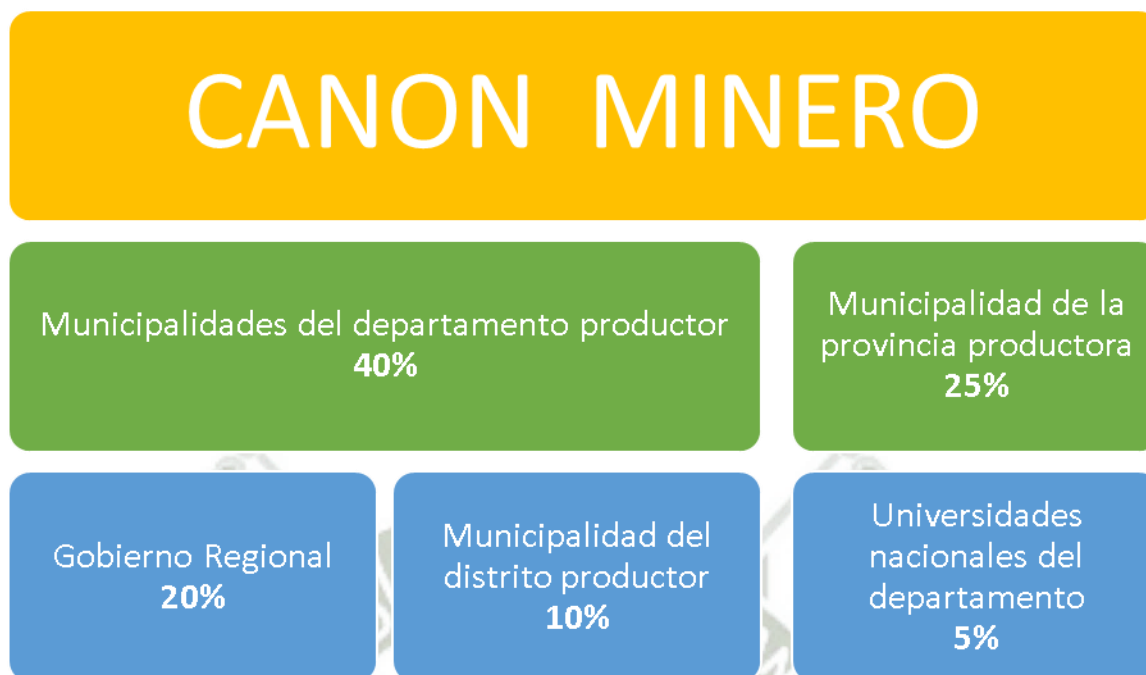 CANON MINERO
Municipalidades del departamento productor
40%
Municipalidad de la
provincia productora
25%
Gobierno Regional
20%
Municipalidad del
distrito productor
10%
Universidades
nacionales del
departamento
5%